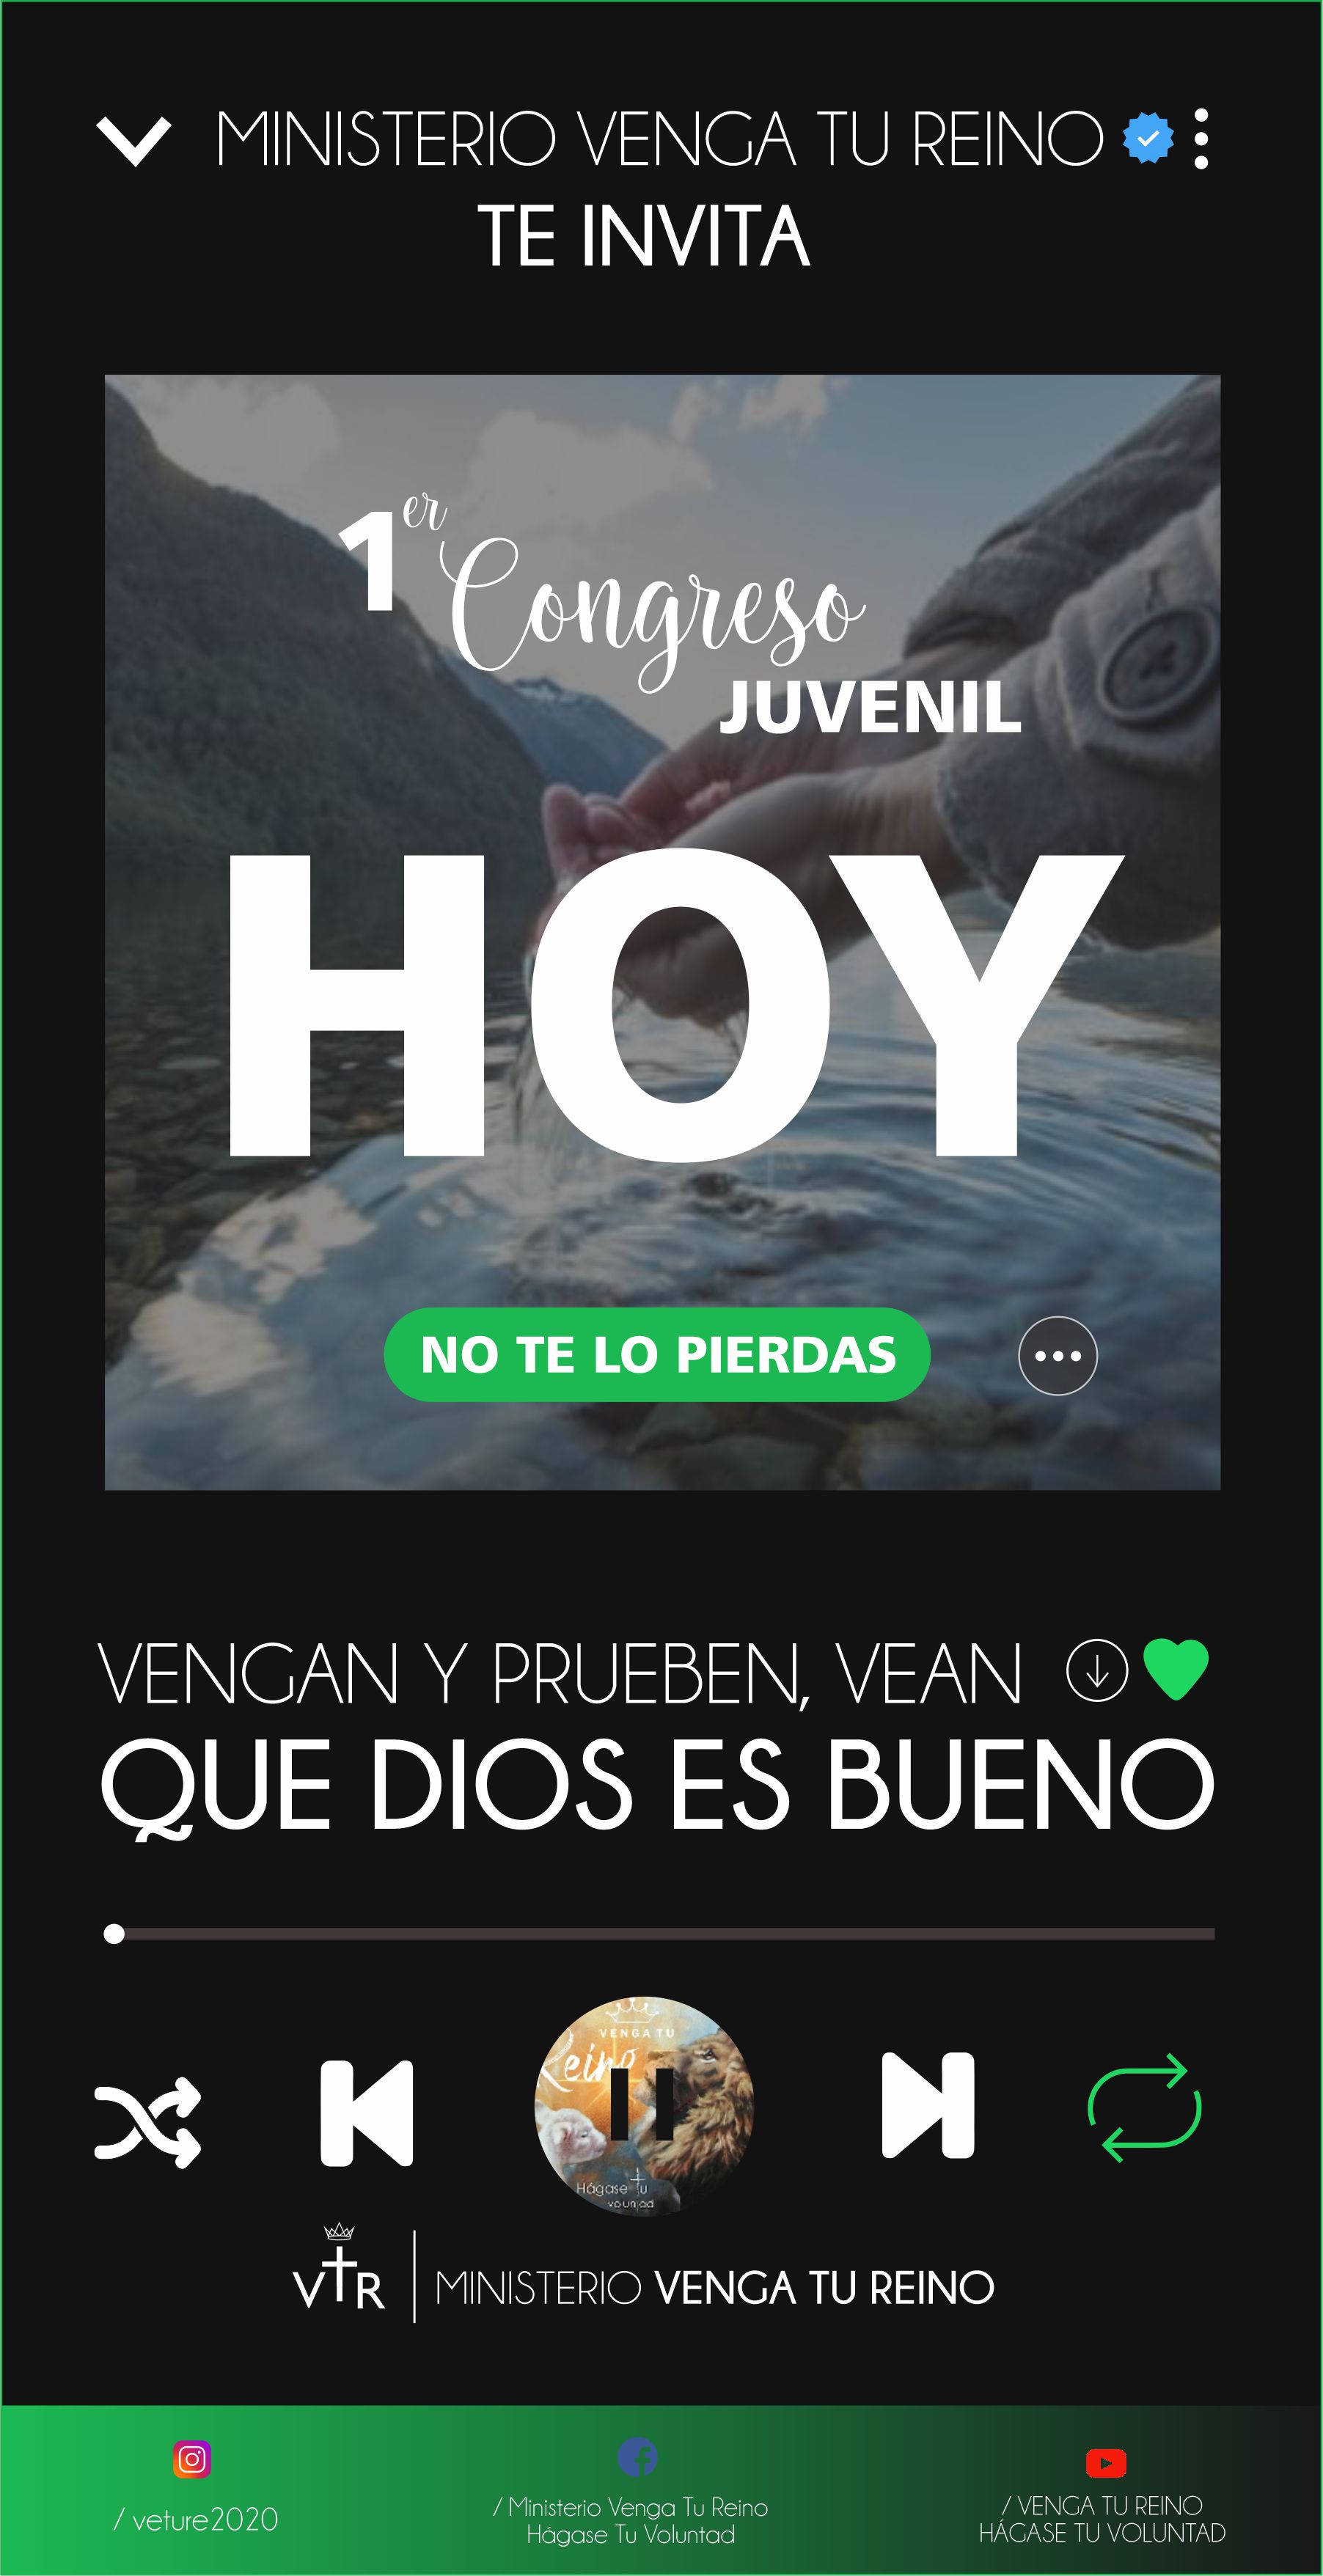 MINISTERIO VENGA TU REINO
TE INVITA
1er Congreso
JUVENIL
HOY
NO TE LO PIERDAS
VENGAN Y PRUEBEN, VEAN
QUE DIOS ES BUENO
VENGA TU
Reino
Hágase Tu
voluntad
VTR | MINISTERIO VENGA TU REINO
/ veture2020
/ Ministerio Venga Tu Reino
Hágase Tu Voluntad
/ VENGA TU REINO
HÁGASE TU VOLUNTAD